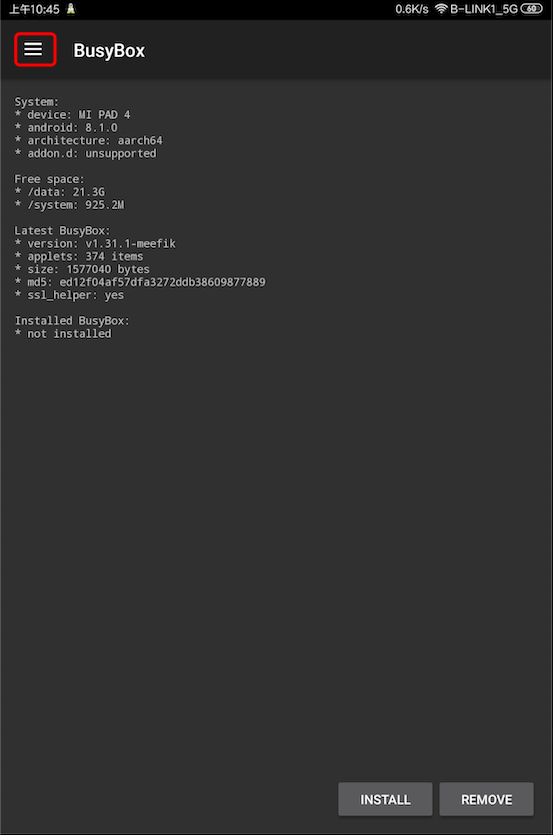 上午10:45
0.6K/s B-LINK1_5G 60
BusyBox
System:
* device: MI PAD 4
* android: 8.1.0
* architecture: aarch64
* addon.d: unsupported
Free space:
* /data: 21.3G
* /system: 925.2M
Latest BusyBox:
* version: v1.31.1-meefik
* applets: 374 items
* size: 1577040 bytes
* md5: ed12f04af57dfa3272ddb38609877889
* ssl_helper: yes
Installed BusyBox:
* not installed
INSTALL REMOVE